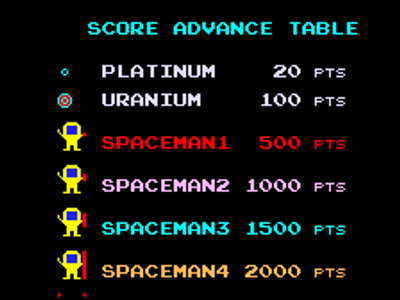 SCORE ADVANCE TABLE
PLATINUM 20 PTS
URANIUM 100 PTS
SPACEMAN1 500 PTS
SPACEMAN2 1000 PTS
SPACEMAN3 1500 PTS
SPACEMAN4 2000 PTS